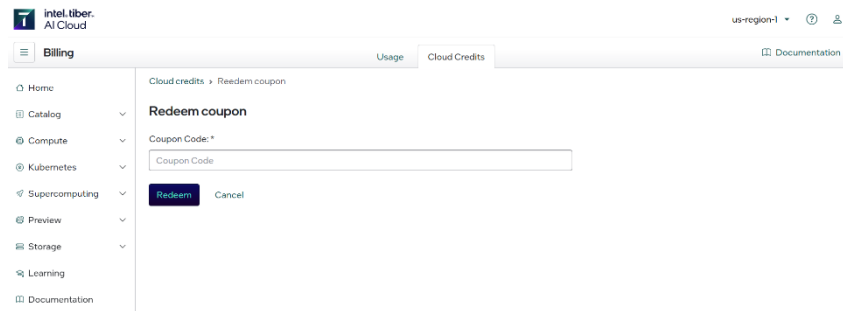 intel.tiber.
AI Cloud
us-region-1
Billing
Usage
Cloud Credits
Documentation
Home
Catalog
Compute
Kubernetes
Supercomputing
Preview
Storage
Learning
Documentation
Cloud credits › Reedem coupon
Redeem coupon
Coupon Code: *
Coupon Code
Redeem
Cancel